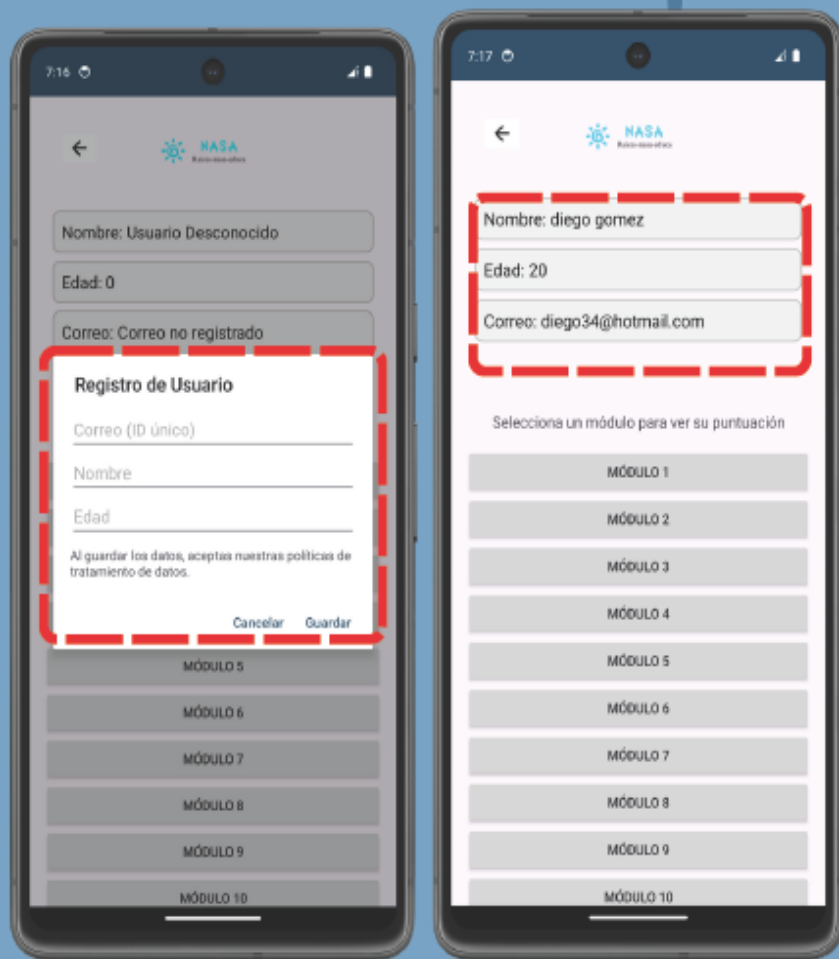 7:16
NASA
Nombre: Usuario Desconocido
Edad: 0
Correo: Correo no registrado
Registro de Usuario
Correo (ID único)
Nombre
Edad
Al guardar los datos, aceptas nuestras políticas de
tratamiento de datos.
Cancelar Guardar
MÓDULO 5
MÓDULO 6
MÓDULO 7
MÓDULO 8
MÓDULO 9
MÓDULO 10
7:17
NASA
Nombre: diego gomez
Edad: 20
Correo: diego34@hotmail.com
Selecciona un módulo para ver su puntuación
MÓDULO 1
MÓDULO 2
MÓDULO 3
MÓDULO 4
MÓDULO 5
MÓDULO 6
MÓDULO 7
MÓDULO 8
MÓDULO 9
MÓDULO 10